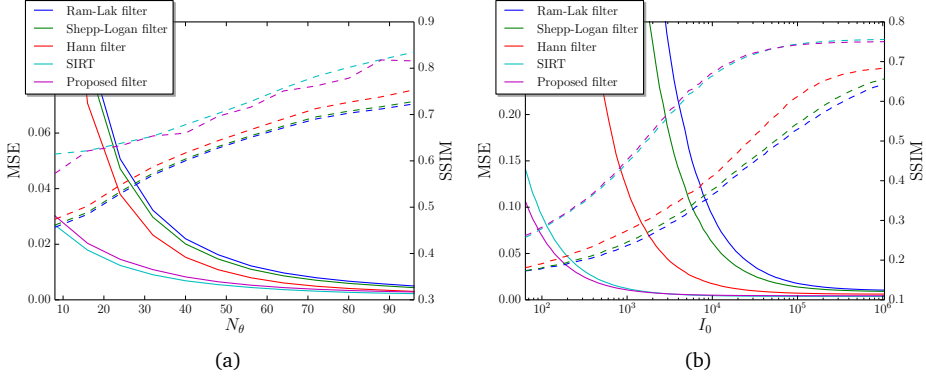 Ram-Lak filter
Shepp-Logan filter
Hann filter
SIRT
Proposed filter
0.06
0.04
0.02
0.00
MSE
10 20 30 40 50 60 70 80 90
N_θ
0.9
0.8
0.7
0.6
0.5
0.4
0.3
SSIM
(a)
Ram-Lak filter
Shepp-Logan filter
Hann filter
SIRT
Proposed filter
0.20
0.15
0.10
0.05
0.00
MSE
10² 10³ 10⁴ 10⁵ 10⁶
I₀
0.8
0.7
0.6
0.5
0.4
0.3
0.2
0.1
SSIM
(b)